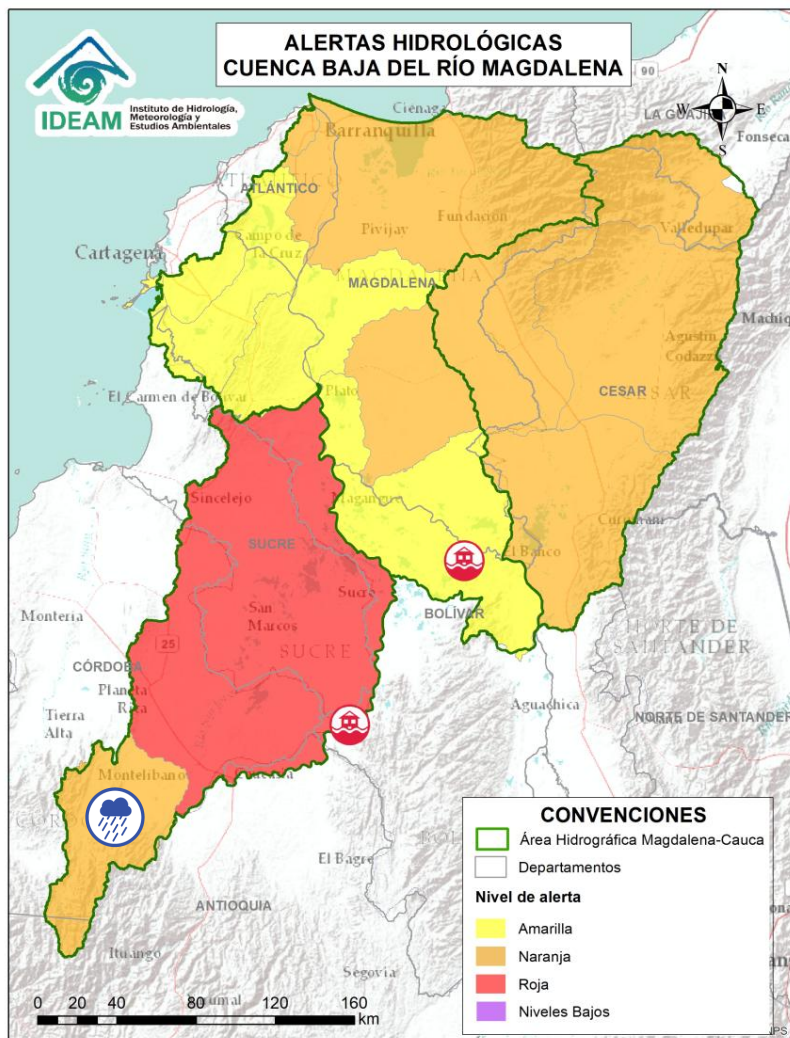 ALERTAS HIDROLÓGICAS
CUENCA BAJA DEL RÍO MAGDALENA
IDEAM
Instituto de Hidrología,
Meteorología y
Estudios Ambientales
90
N
W
E
S
Ciénaga
LA GUAJIRA
Barranquilla
Fonseca
ATLÁNTICO
Pivijay
Fundación
Valledupar
Campo de
la Cruz
Cartagena
MAGDALENA
MAGDALENA
Agustín
Codazzi
El Carmen de Bolívar
Plato
CESAR
Sincelejo
Magangué
SUCRE
El Banco
Sucre
BOLÍVAR
San
Marcos
Montería
25
SUCRE
NORTE DE
SANTANDER
CÓRDOBA
Planeta
Rica
Tierra
Alta
Aguachica
NORTE DE SANTANDER
Montelíbano
Caucasia
El Bagre
ANTIOQUIA
Ituango
Segovia
CONVENCIONES
Área Hidrográfica Magdalena-Cauca
Departamentos
Nivel de alerta
Amarilla
Naranja
Roja
Niveles Bajos
0 20 40 80 120 160
km